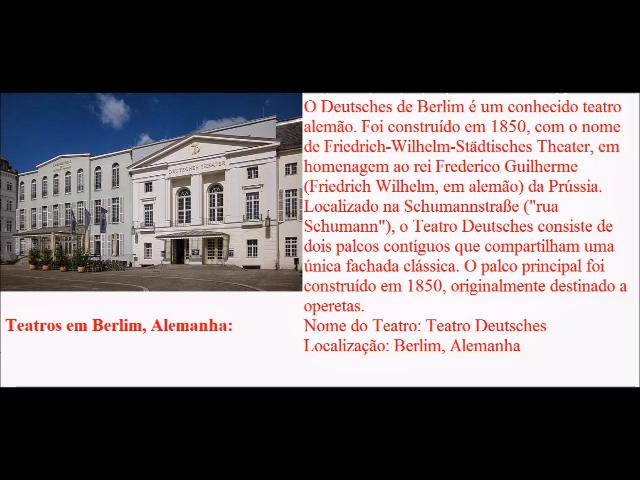 DEUTSCHES THEATER
O Deutsches de Berlim é um conhecido teatro
alemão. Foi construído em 1850, com o nome
de Friedrich-Wilhelm-Städtisches Theater, em
homenagem ao rei Frederico Guilherme
(Friedrich Wilhelm, em alemão) da Prússia.
Localizado na Schumannstraße ("rua
Schumann"), o Teatro Deutsches consiste de
dois palcos contíguos que compartilham uma
única fachada clássica. O palco principal foi
construído em 1850, originalmente destinado a
operetas.
Teatros em Berlim, Alemanha:
Nome do Teatro: Teatro Deutsches
Localização: Berlim, Alemanha